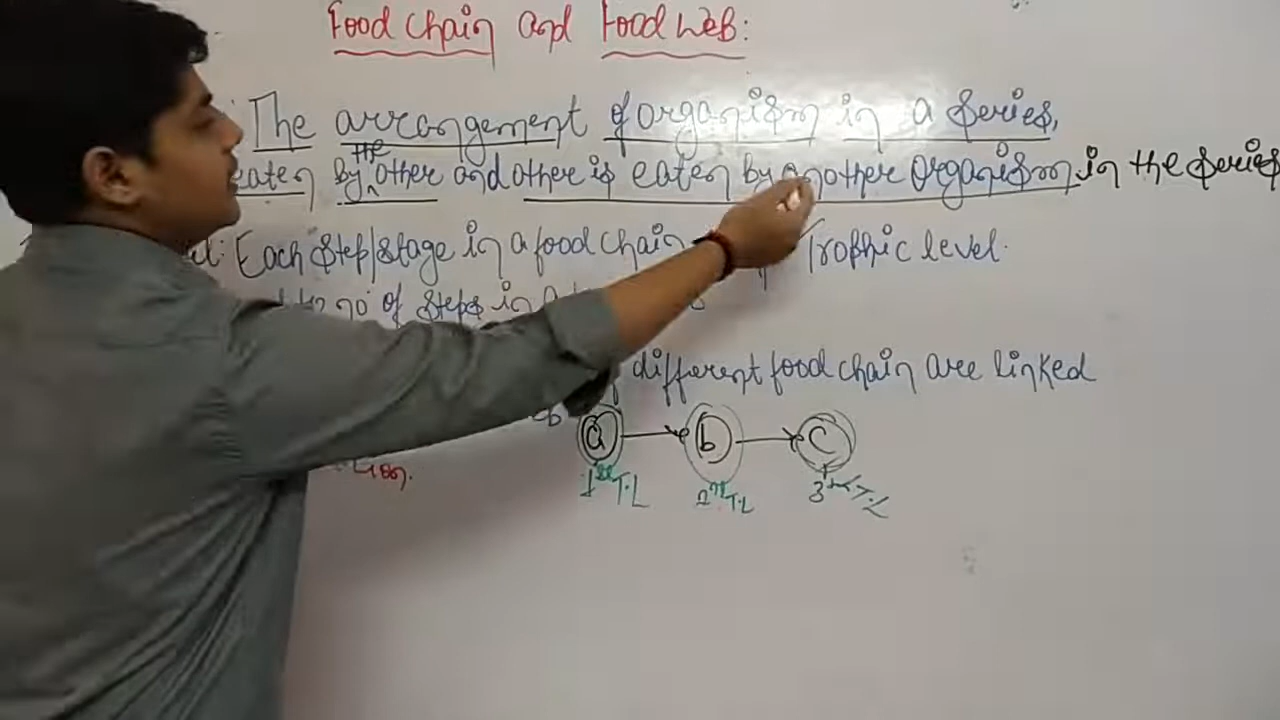 Food Chain and Food Web:
The arrangement of organism in a series,
eaten by the other and other is eaten by another Organism in the series
Each step/stage in a food chain Trophic level.
no of steps in a
different food chain are linked
a → b → c
1st T.L 2nd T.L 3rd T.L